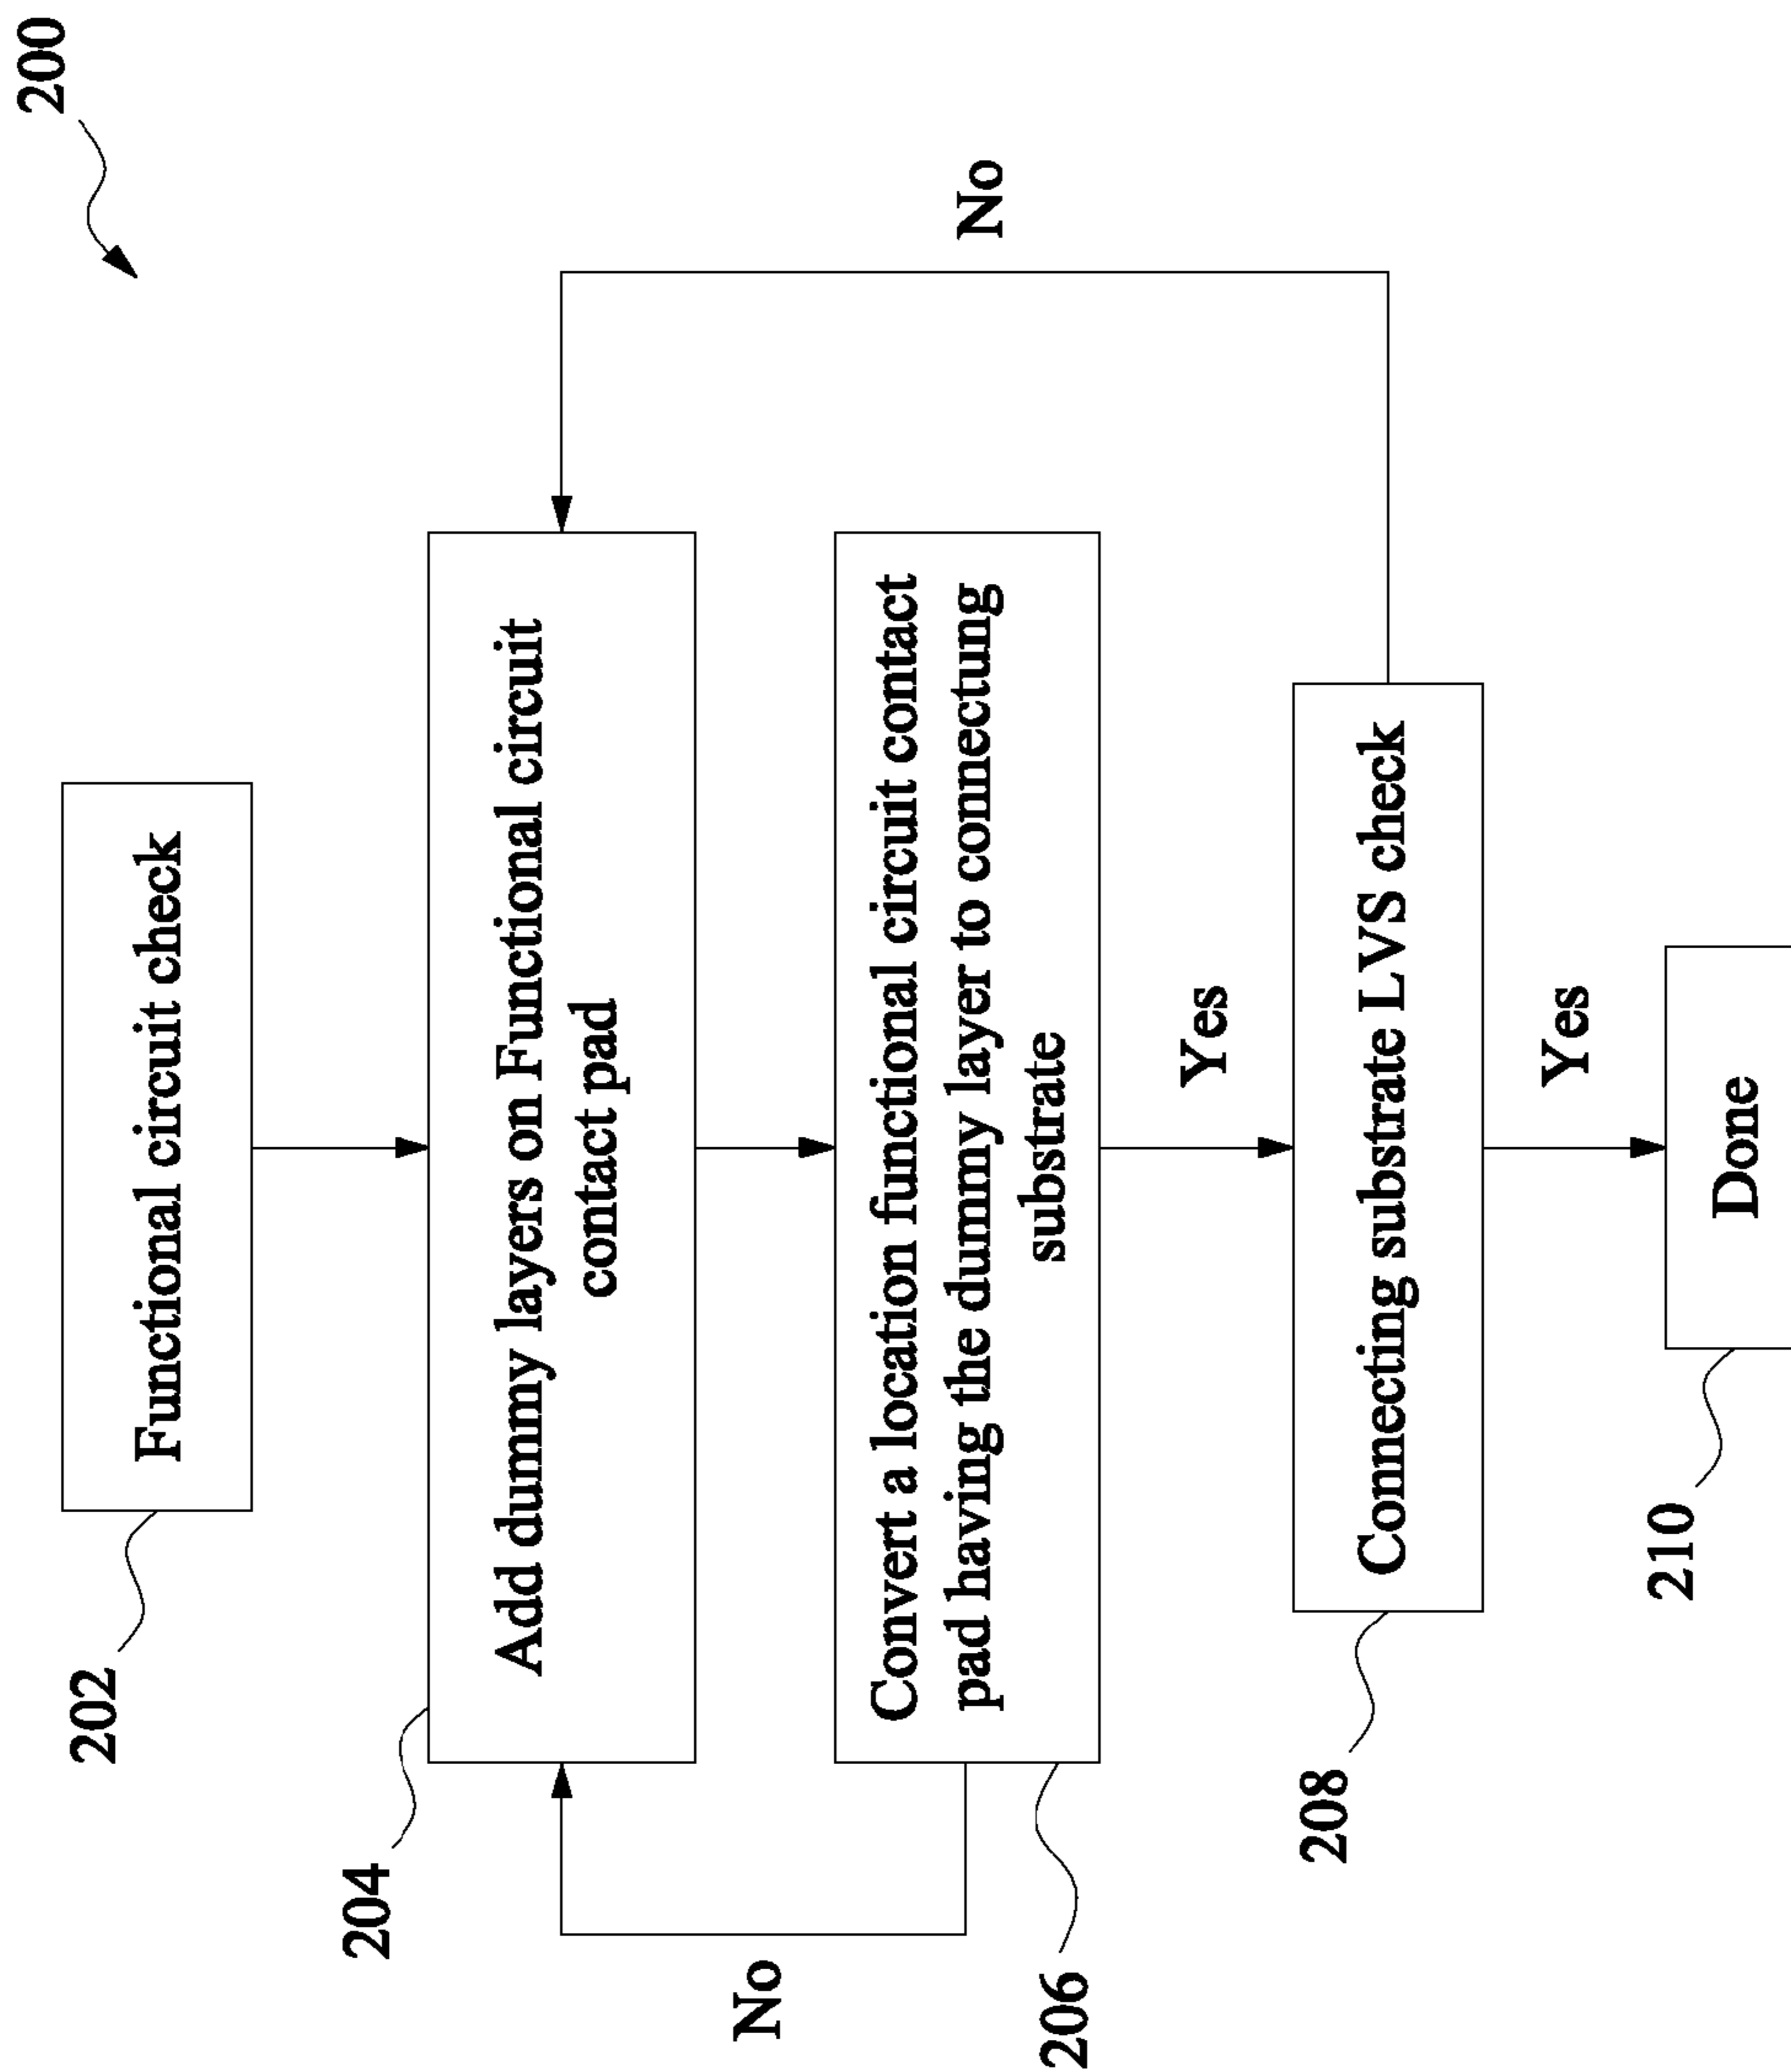 200
202
Functional circuit check
204
Add dummy layers on Functional circuit
contact pad
No
No
206
Convert a location functional circuit contact
pad having the dummy layer to connectung
substrate
Yes
208
Connecting substrate LVS check
Yes
210
Done